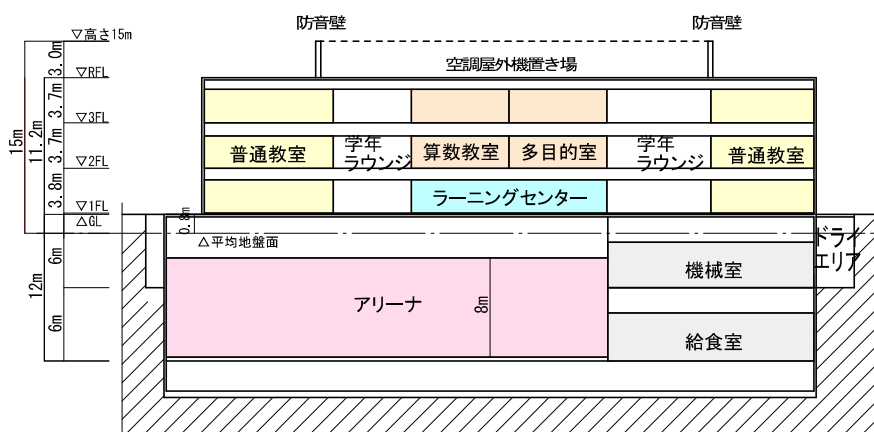 防音壁
防音壁
▽高さ15m
空調屋外機置き場
3.0m
▽RFL
3.7m
▽3FL
15m
11.2m
3.7m
普通教室
学年
ラウンジ
算数教室
多目的室
学年
ラウンジ
普通教室
▽2FL
3.8m
ラーニングセンター
▽1FL
△GL
0.8m
△平均地盤面
ドライ
エリア
6m
機械室
12m
アリーナ
8m
6m
給食室